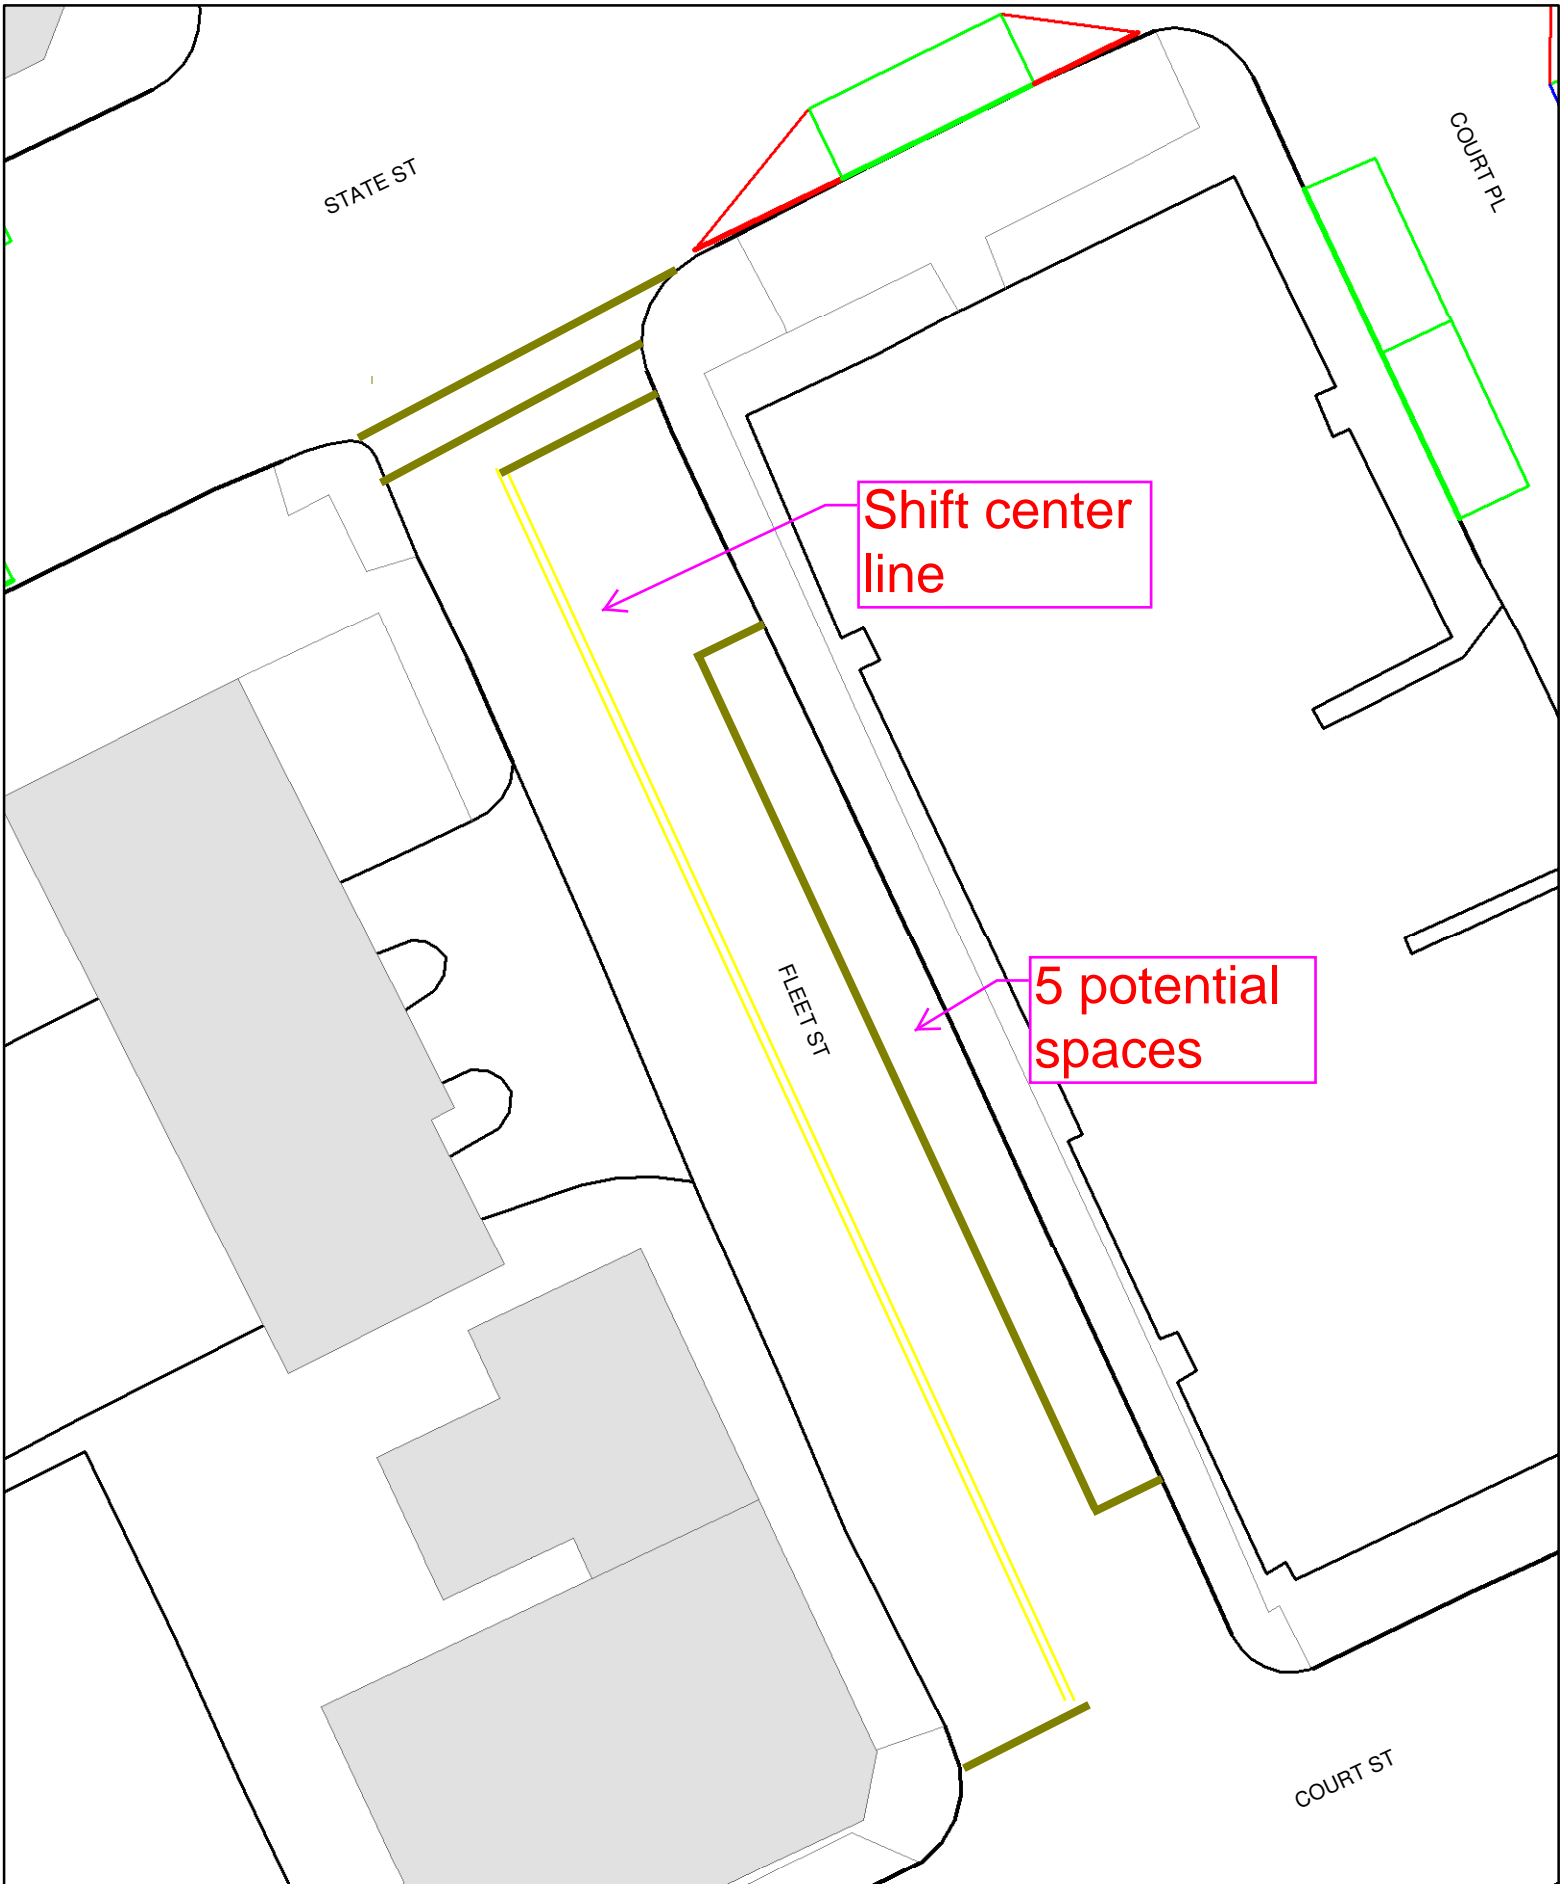 COURT PL
STATE ST
Shift center
line
FLEET ST
5 potential
spaces
COURT ST